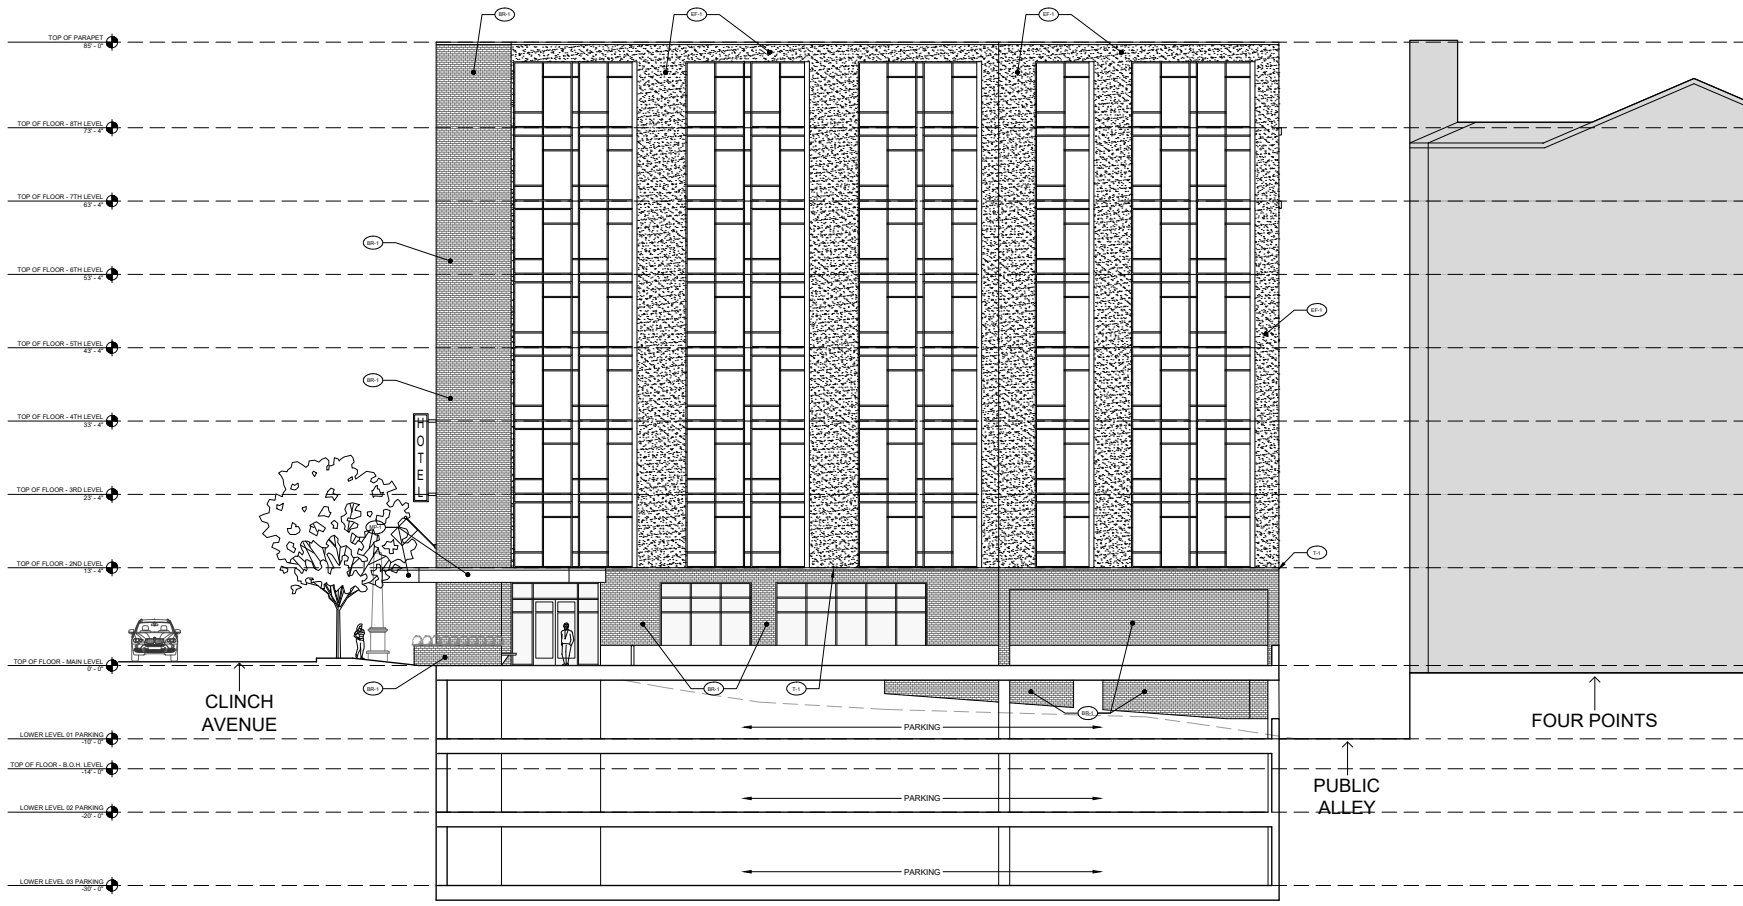 BR-1
EF-1
EF-1
TOP OF PARAPET
85' - 0"
TOP OF FLOOR - 8TH LEVEL
73' - 4"
TOP OF FLOOR - 7TH LEVEL
63' - 4"
BR-1
TOP OF FLOOR - 6TH LEVEL
53' - 4"
EF-1
TOP OF FLOOR - 5TH LEVEL
43' - 4"
BR-1
TOP OF FLOOR - 4TH LEVEL
33' - 4"
HOTEL
TOP OF FLOOR - 3RD LEVEL
23' - 4"
T-1
TOP OF FLOOR - 2ND LEVEL
13' - 4"
TOP OF FLOOR - MAIN LEVEL
0' - 0"
BR-1
BR-1
T-1
CLINCH
AVENUE
BR-1
FOUR POINTS
PARKING
LOWER LEVEL 01 PARKING
-10' - 0"
TOP OF FLOOR - B.O.H. LEVEL
-14' - 0"
PUBLIC
ALLEY
PARKING
LOWER LEVEL 02 PARKING
-20' - 0"
PARKING
LOWER LEVEL 03 PARKING
-30' - 0"